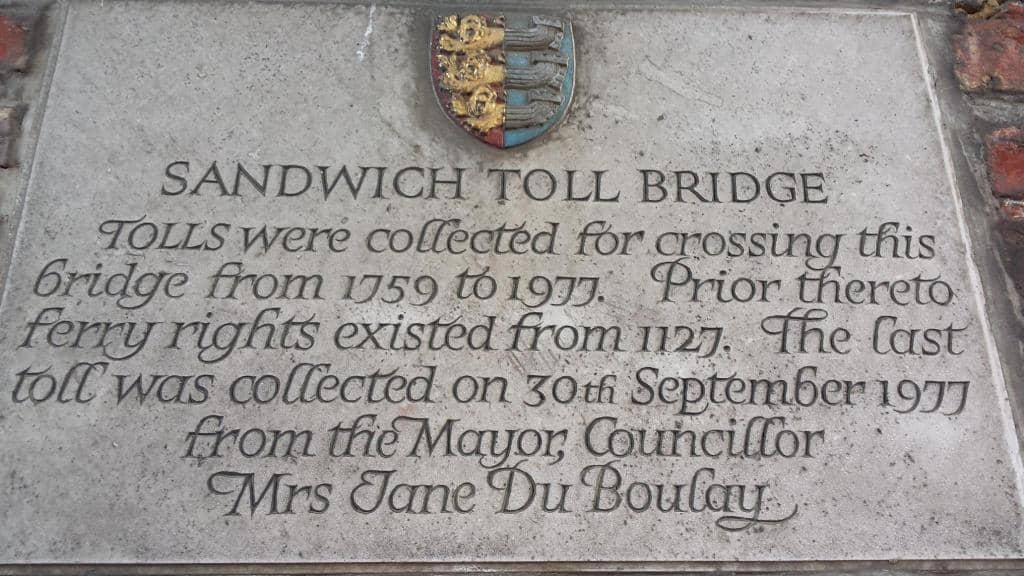 SANDWICH TOLL BRIDGE
TOLLS were collected for crossing this
bridge from 1759 to 1977. Prior thereto
ferry rights existed from 1127. The last
toll was collected on 30th September 1977
from the Mayor, Councillor
Mrs Jane Du Boulay